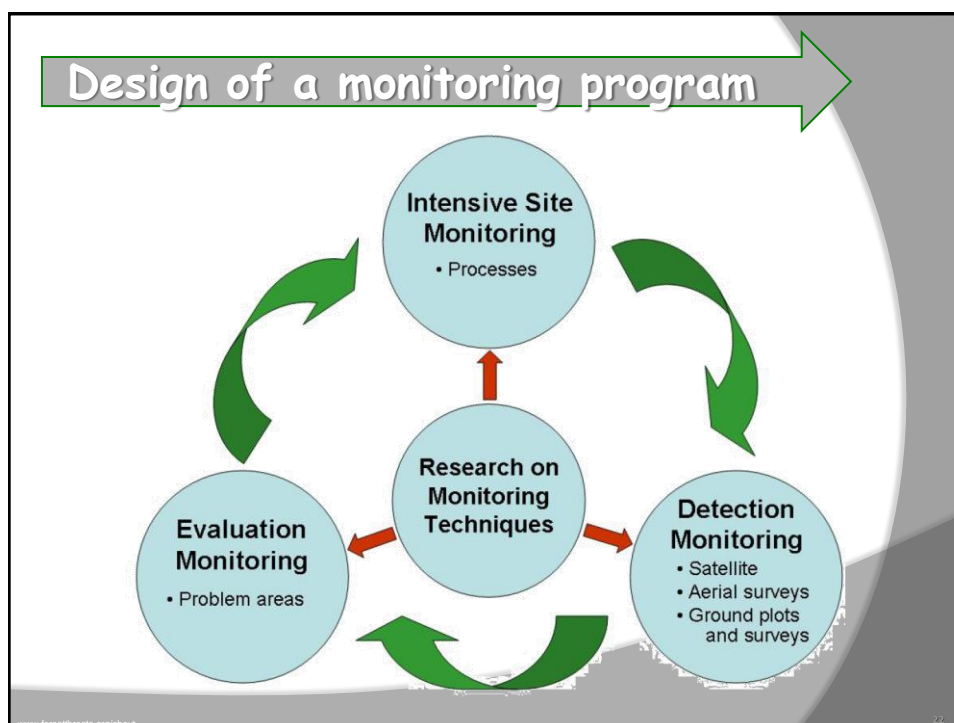 Design of a monitoring program
Intensive Site
Monitoring
• Processes
Research on
Monitoring
Techniques
Evaluation
Monitoring
• Problem areas
Detection
Monitoring
• Satellite
• Aerial surveys
• Ground plots
and surveys
22